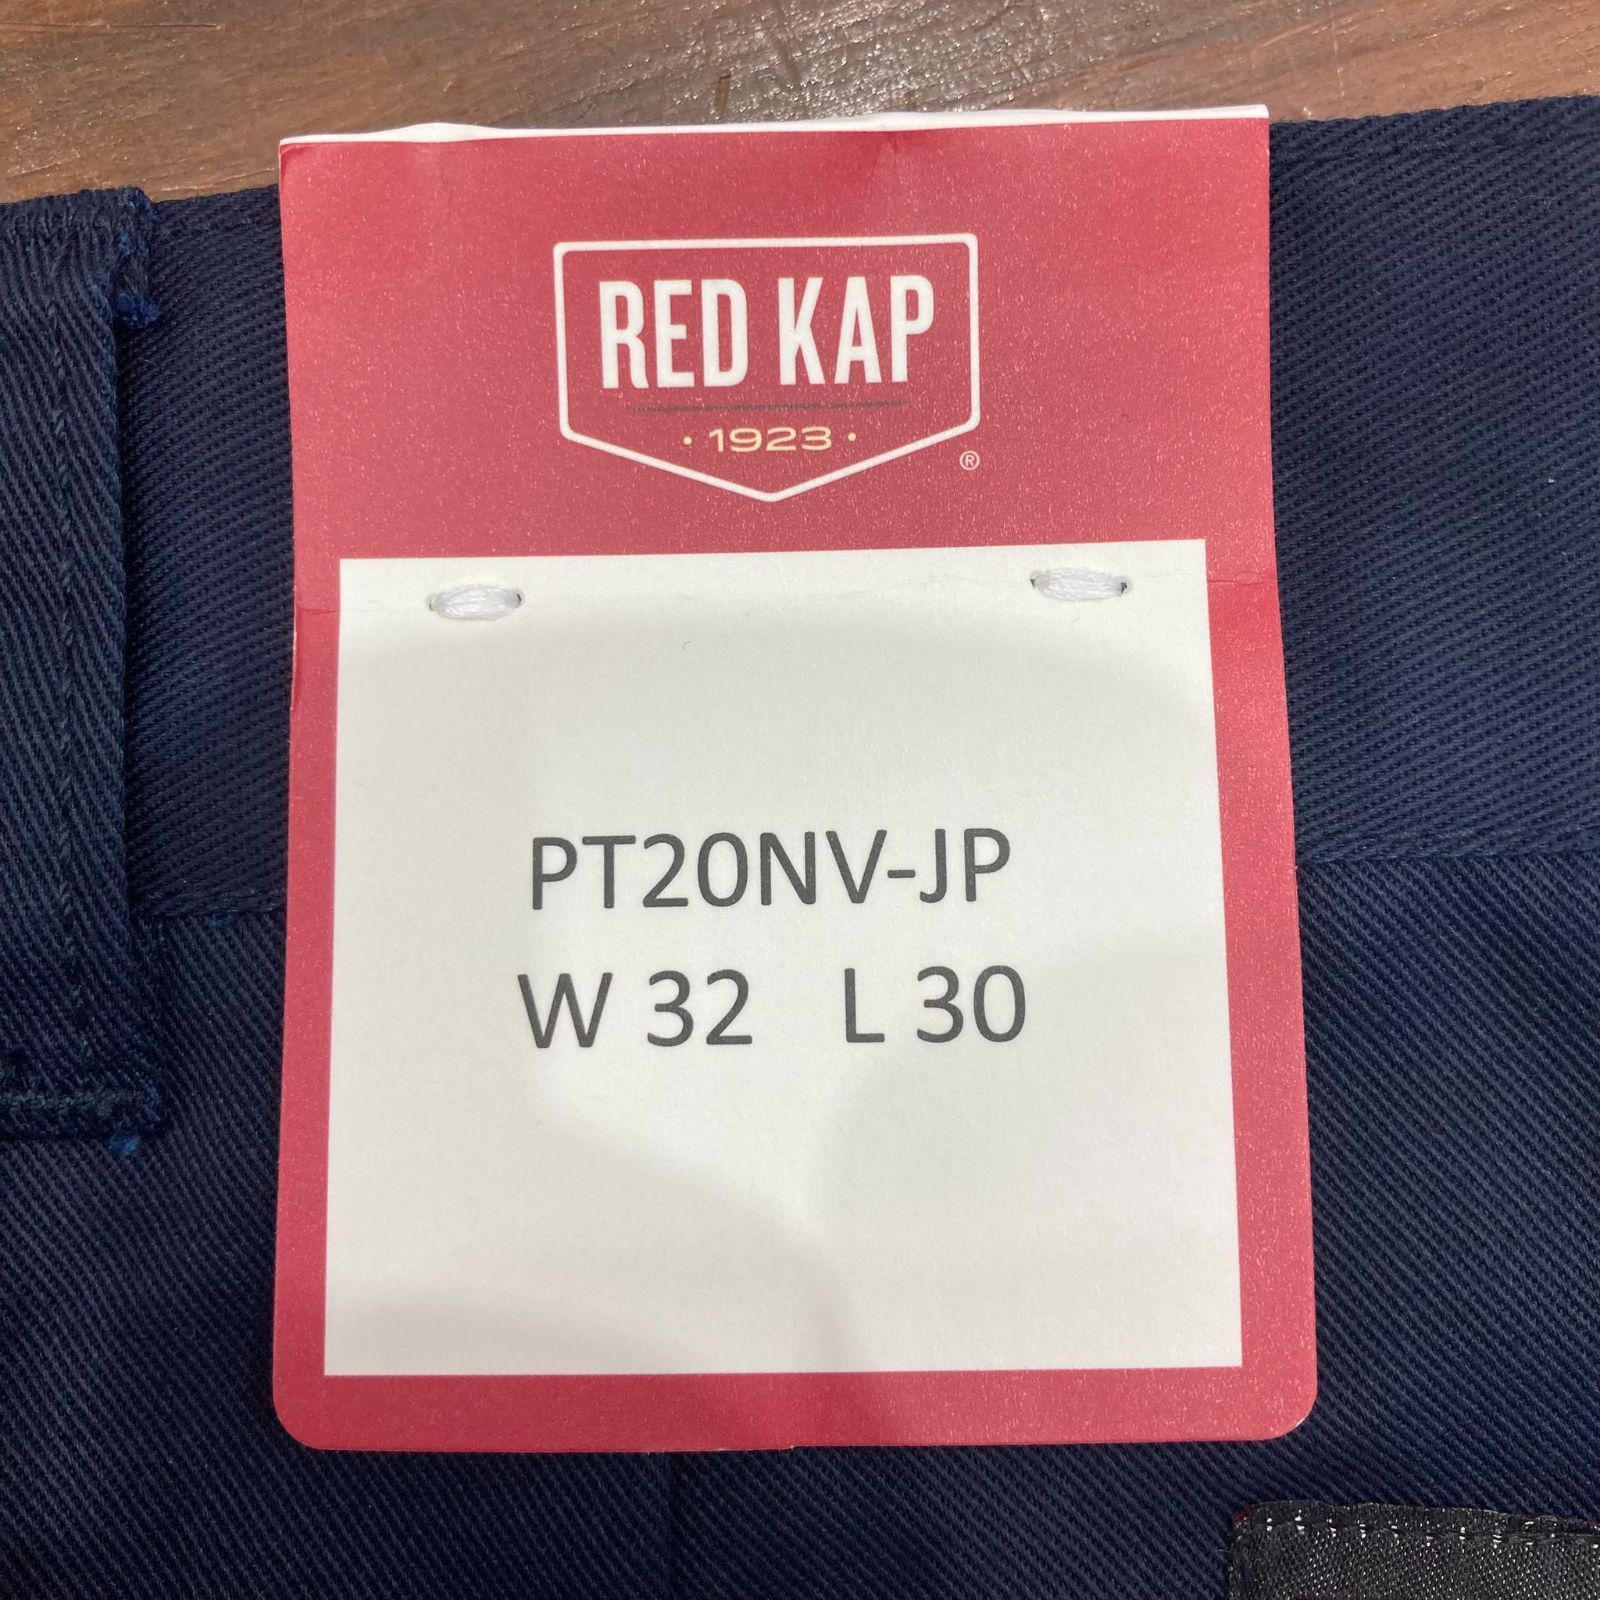 RED KAP
· 1923 ·
®
PT20NV-JP
W 32 L 30